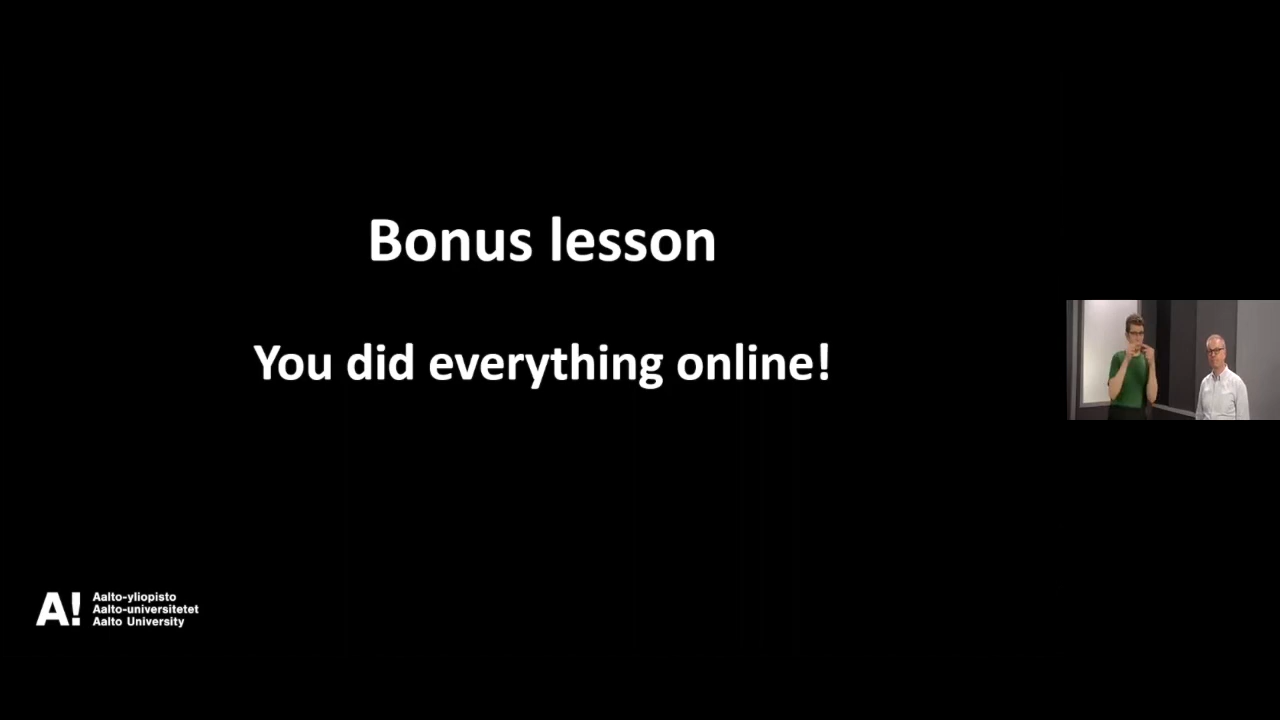 Bonus lesson
You did everything online!
A!
Aalto-yliopisto
Aalto-universitetet
Aalto University